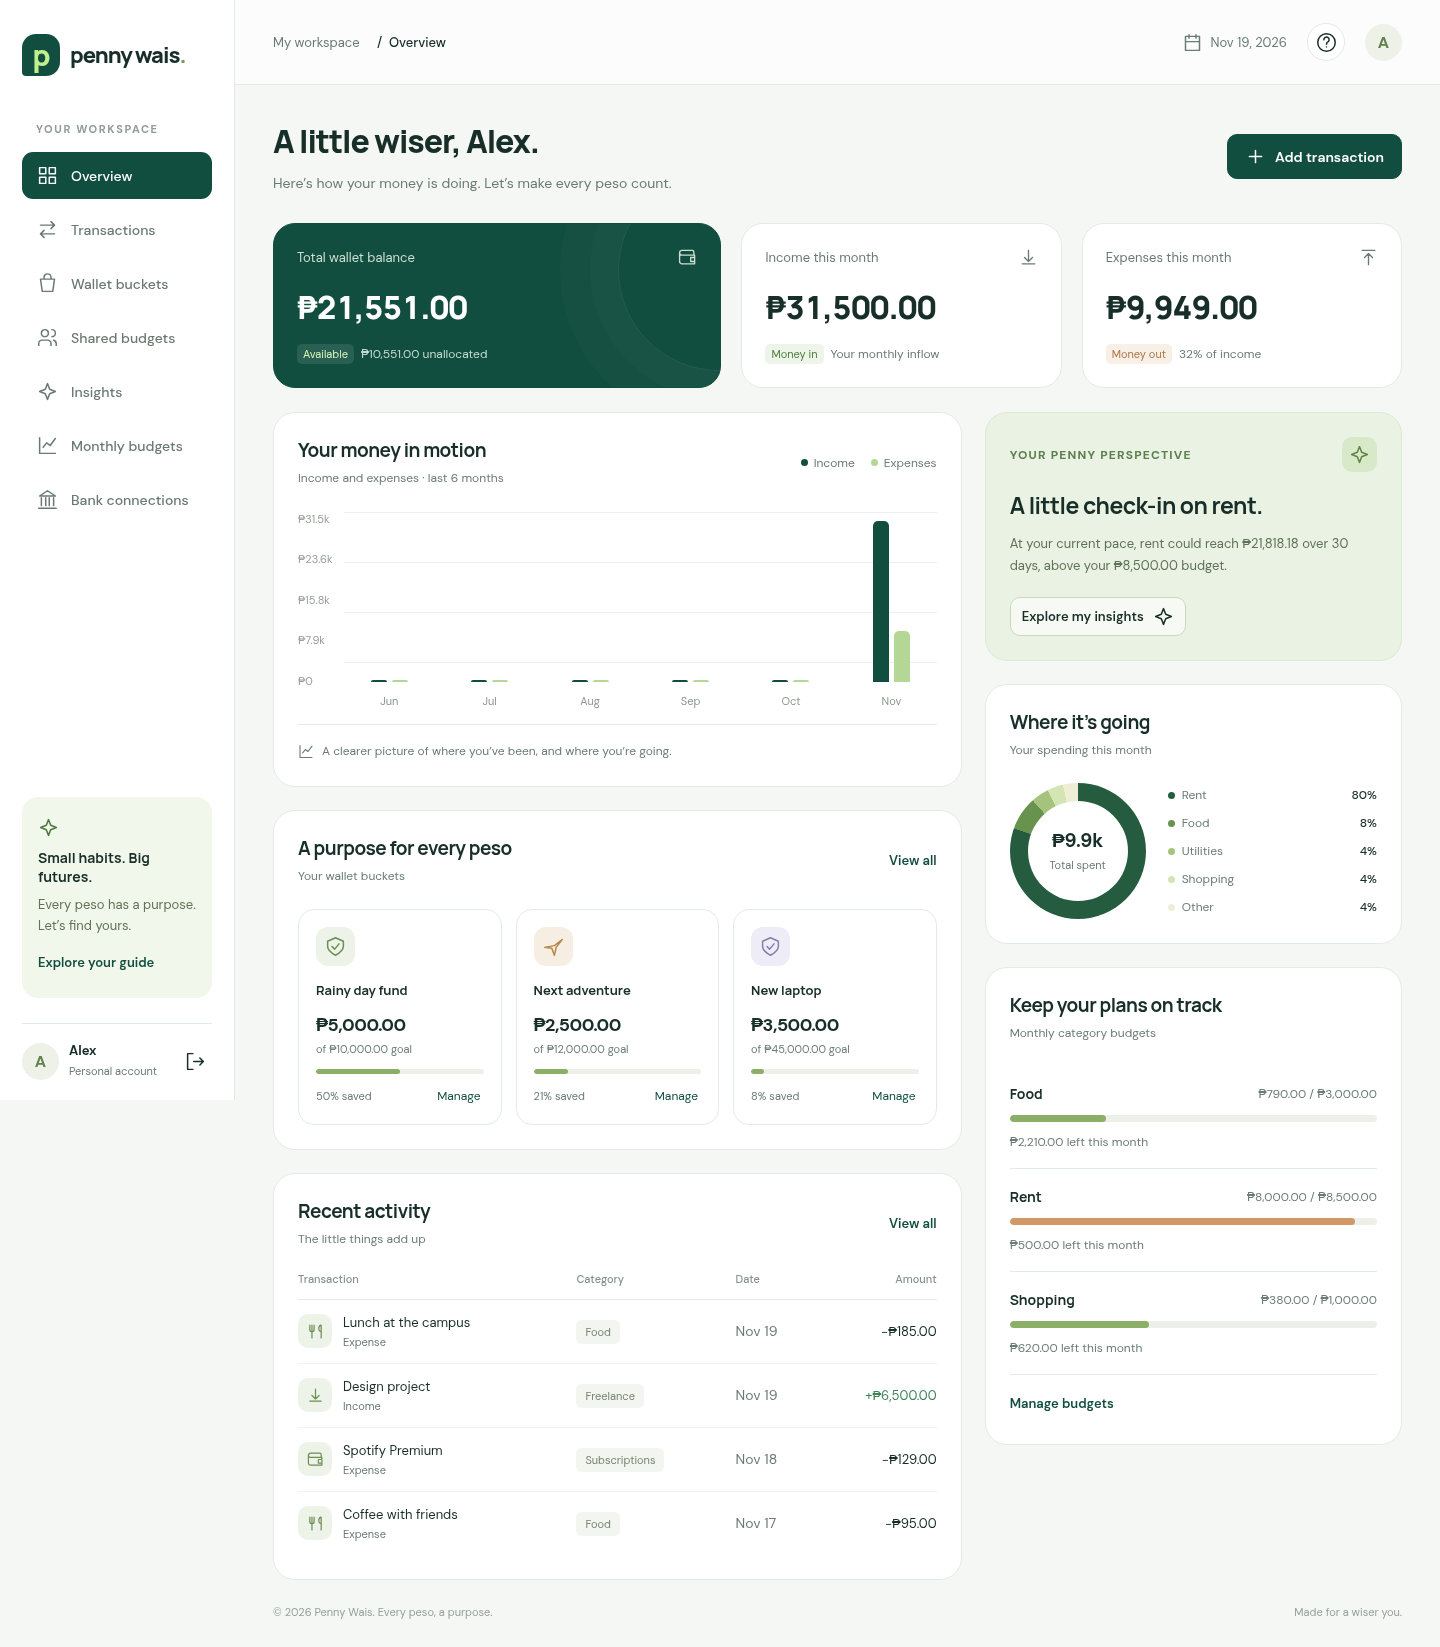 p penny wais.
YOUR WORKSPACE
Overview
Transactions
Wallet buckets
Shared budgets
Insights
Monthly budgets
Bank connections
Small habits. Big
futures.
Every peso has a purpose.
Let's find yours.
Explore your guide
A
Alex
Personal account
My workspace / Overview
Nov 19, 2026
A
A little wiser, Alex.
Here's how your money is doing. Let's make every peso count.
Add transaction
Total wallet balance
₱21,551.00
Available ₱10,551.00 unallocated
Income this month
₱31,500.00
Money in Your monthly inflow
Expenses this month
₱9,949.00
Money out 32% of income
Your money in motion
Income and expenses · last 6 months
Income Expenses
₱31.5k
₱23.6k
₱15.8k
₱7.9k
₱0
Jun Jul Aug Sep Oct Nov
A clearer picture of where you've been, and where you're going.
YOUR PENNY PERSPECTIVE
A little check-in on rent.
At your current pace, rent could reach ₱21,818.18 over 30
days, above your ₱8,500.00 budget.
Explore my insights
Where it's going
Your spending this month
₱9.9k
Total spent
Rent 80%
Food 8%
Utilities 4%
Shopping 4%
Other 4%
A purpose for every peso
Your wallet buckets
View all
Rainy day fund
₱5,000.00
of ₱10,000.00 goal
50% saved Manage
Next adventure
₱2,500.00
of ₱12,000.00 goal
21% saved Manage
New laptop
₱3,500.00
of ₱45,000.00 goal
8% saved Manage
Keep your plans on track
Monthly category budgets
Food ₱790.00 / ₱3,000.00
₱2,210.00 left this month
Rent ₱8,000.00 / ₱8,500.00
₱500.00 left this month
Shopping ₱380.00 / ₱1,000.00
₱620.00 left this month
Manage budgets
Recent activity
The little things add up
View all
Transaction Category Date Amount
Lunch at the campus
Expense
Food Nov 19 -₱185.00
Design project
Income
Freelance Nov 19 +₱6,500.00
Spotify Premium
Expense
Subscriptions Nov 18 -₱129.00
Coffee with friends
Expense
Food Nov 17 -₱95.00
© 2026 Penny Wais. Every peso, a purpose.
Made for a wiser you.